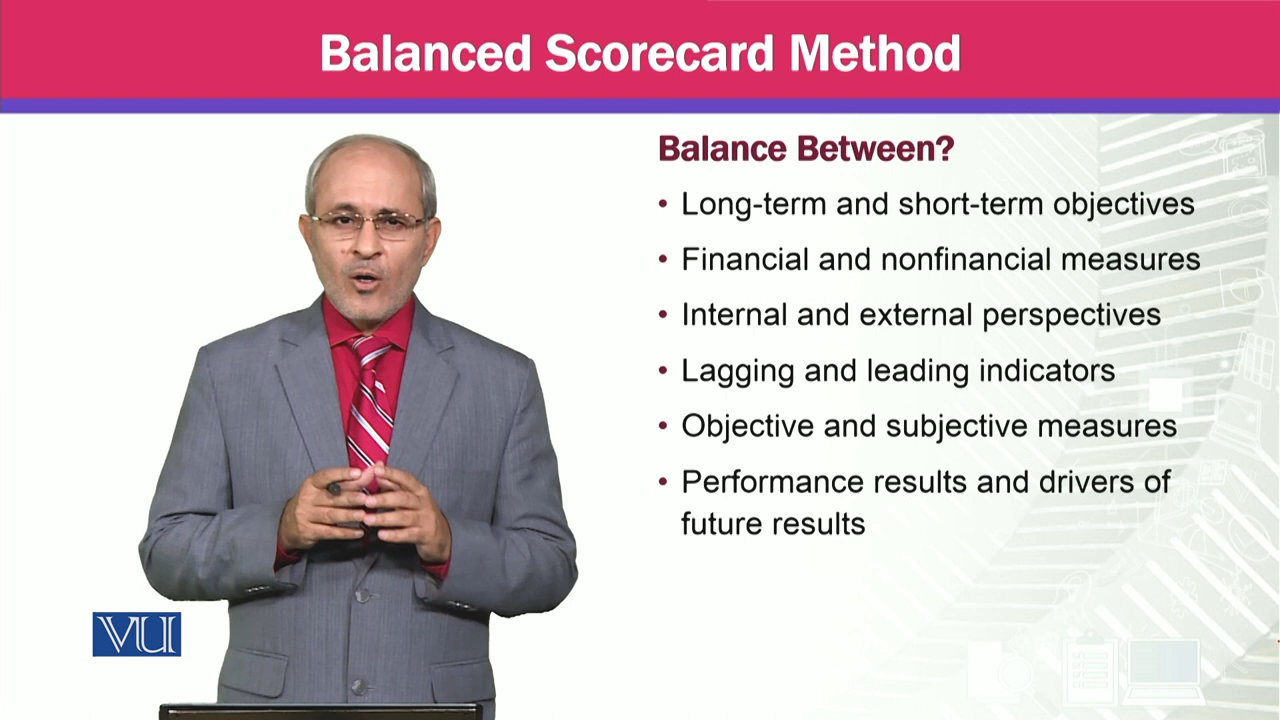 Balanced Scorecard Method
Balance Between?
• Long-term and short-term objectives
• Financial and nonfinancial measures
• Internal and external perspectives
• Lagging and leading indicators
• Objective and subjective measures
• Performance results and drivers of
future results
VU